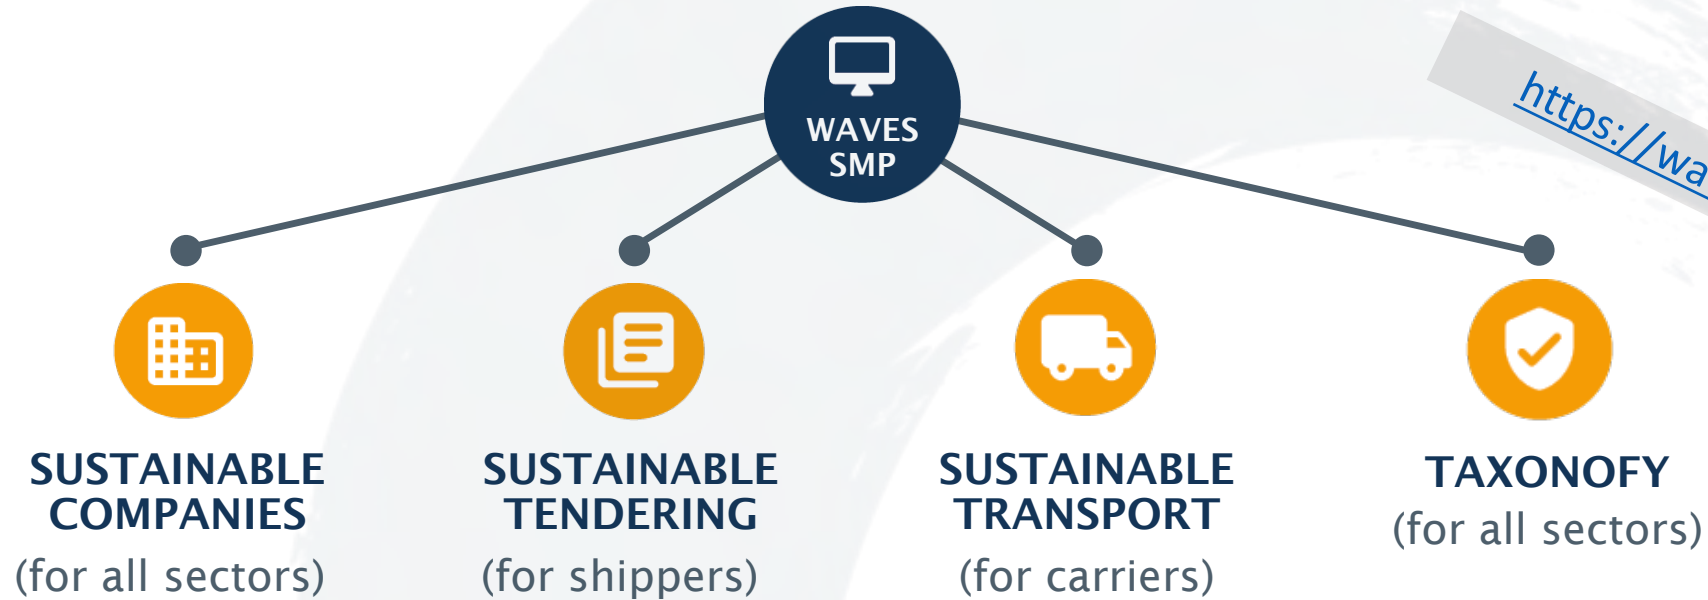 WAVES
SMP
https://wa
SUSTAINABLE
COMPANIES
(for all sectors)
SUSTAINABLE
TENDERING
(for shippers)
SUSTAINABLE
TRANSPORT
(for carriers)
TAXONOFY
(for all sectors)